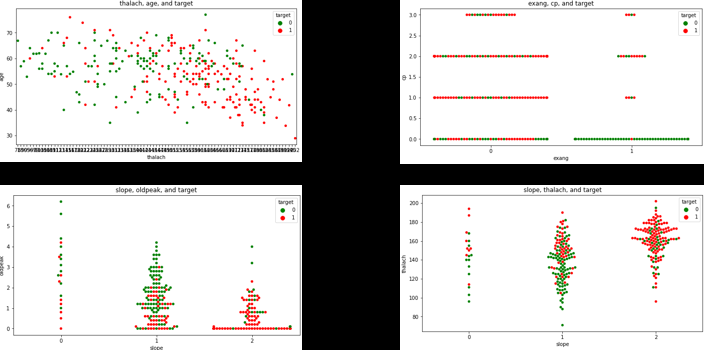 thalach, age, and target
target
0
1
70
60
50
40
30
age
thalach
exang, cp, and target
target
0
1
3.0
2.5
2.0
1.5
1.0
0.5
0.0
cp
0 1
exang
slope, oldpeak, and target
target
0
1
6
5
4
3
2
1
0
oldpeak
0 1 2
slope
slope, thalach, and target
target
0
1
200
180
160
140
120
100
80
thalach
0 1 2
slope